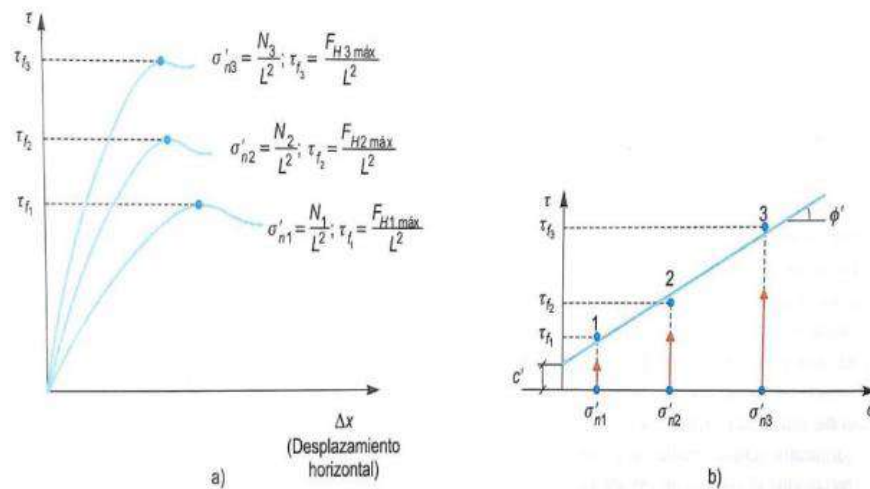 τ
τf3
σ'n3 = N3/L²; τf3 = FH3 máx/L²
τf2
σ'n2 = N2/L²; τf2 = FH2 máx/L²
τf1
σ'n1 = N1/L²; τf1 = FH1 máx/L²
Δx
(Desplazamiento
horizontal)
a)
τ
τf3
3
ϕ'
τf2
2
τf1
1
c'
σ'n1
σ'n2
σ'n3
b)